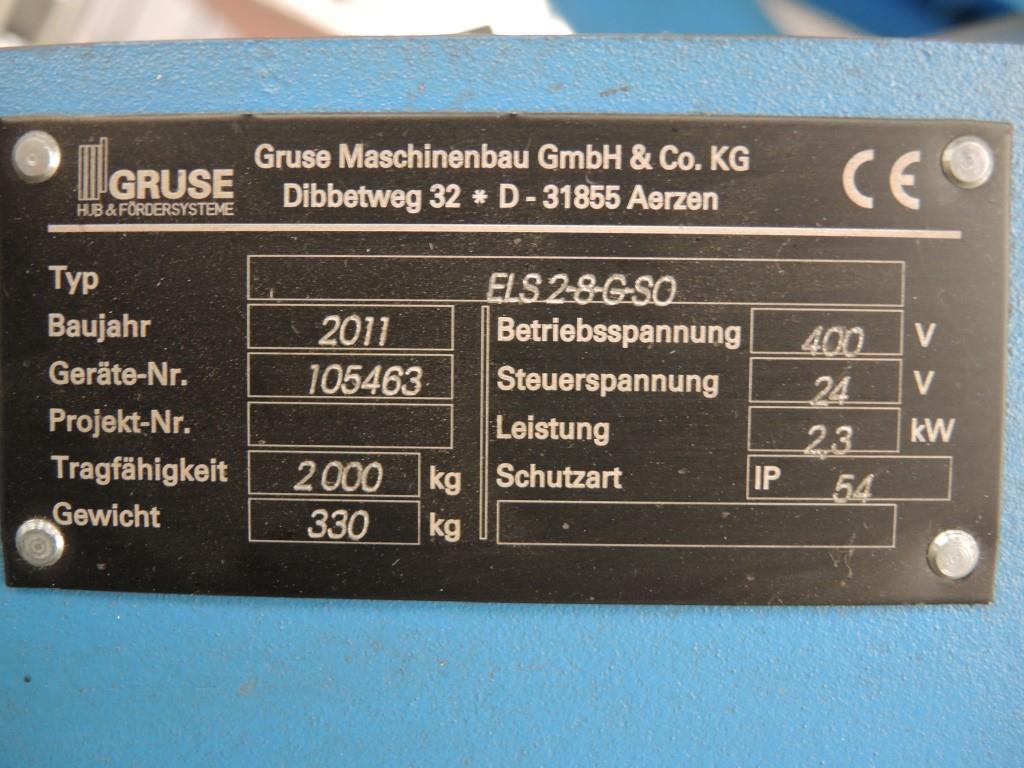 GRUSE
HUB & FÖRDERSYSTEME
Gruse Maschinenbau GmbH & Co. KG
Dibbetweg 32 * D - 31855 Aerzen
CE
Typ ELS 2-8-G-SO
Baujahr 2011
Geräte-Nr. 105463
Projekt-Nr.
Tragfähigkeit 2 000 kg
Gewicht 330 kg
Betriebsspannung 400 V
Steuerspannung 24 V
Leistung 2,3 kW
Schutzart IP 54